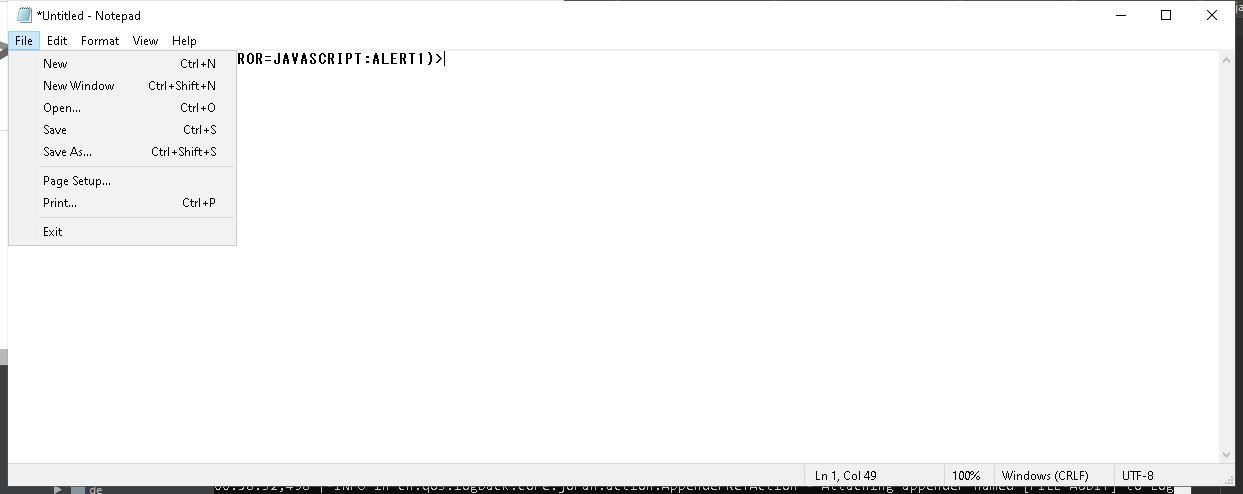 *Untitled - Notepad
File Edit Format View Help
ROR=JAVASCRIPT:ALERT1)>
New Ctrl+N
New Window Ctrl+Shift+N
Open... Ctrl+O
Save Ctrl+S
Save As... Ctrl+Shift+S
Page Setup...
Print... Ctrl+P
Exit
Ln 1, Col 49 100% Windows (CRLF) UTF-8
de